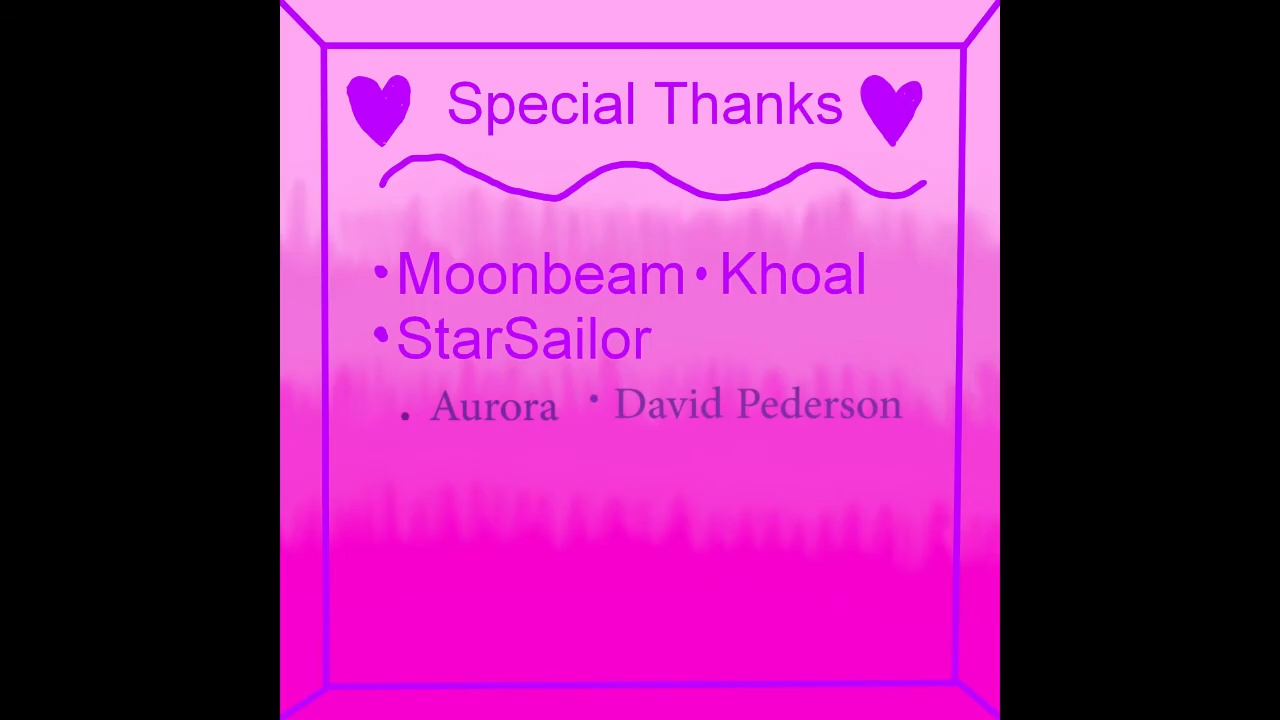 Special Thanks
•Moonbeam•Khoal
•StarSailor
. Aurora • David Pederson